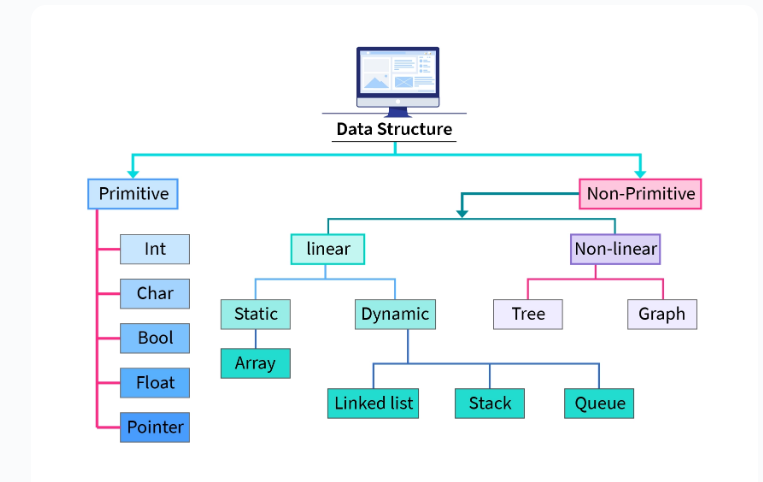 Data Structure
Primitive
Non-Primitive
Int
linear
Non-linear
Char
Static
Dynamic
Tree
Graph
Bool
Array
Float
Linked list
Stack
Queue
Pointer